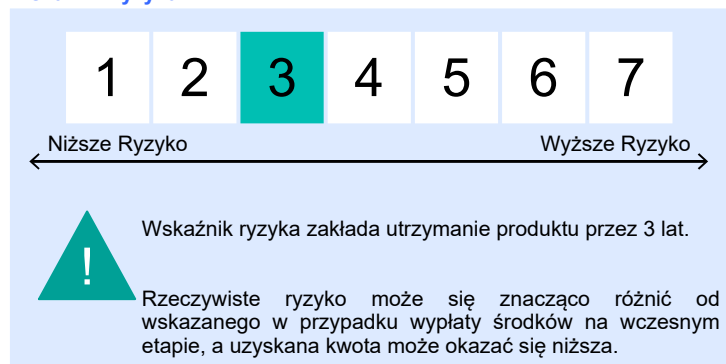 1 2 3 4 5 6 7
Niższe Ryzyko Wyższe Ryzyko
!
Wskaźnik ryzyka zakłada utrzymanie produktu przez 3 lat.
Rzeczywiste ryzyko może się znacząco różnić od
wskazanego w przypadku wypłaty środków na wczesnym
etapie, a uzyskana kwota może okazać się niższa.